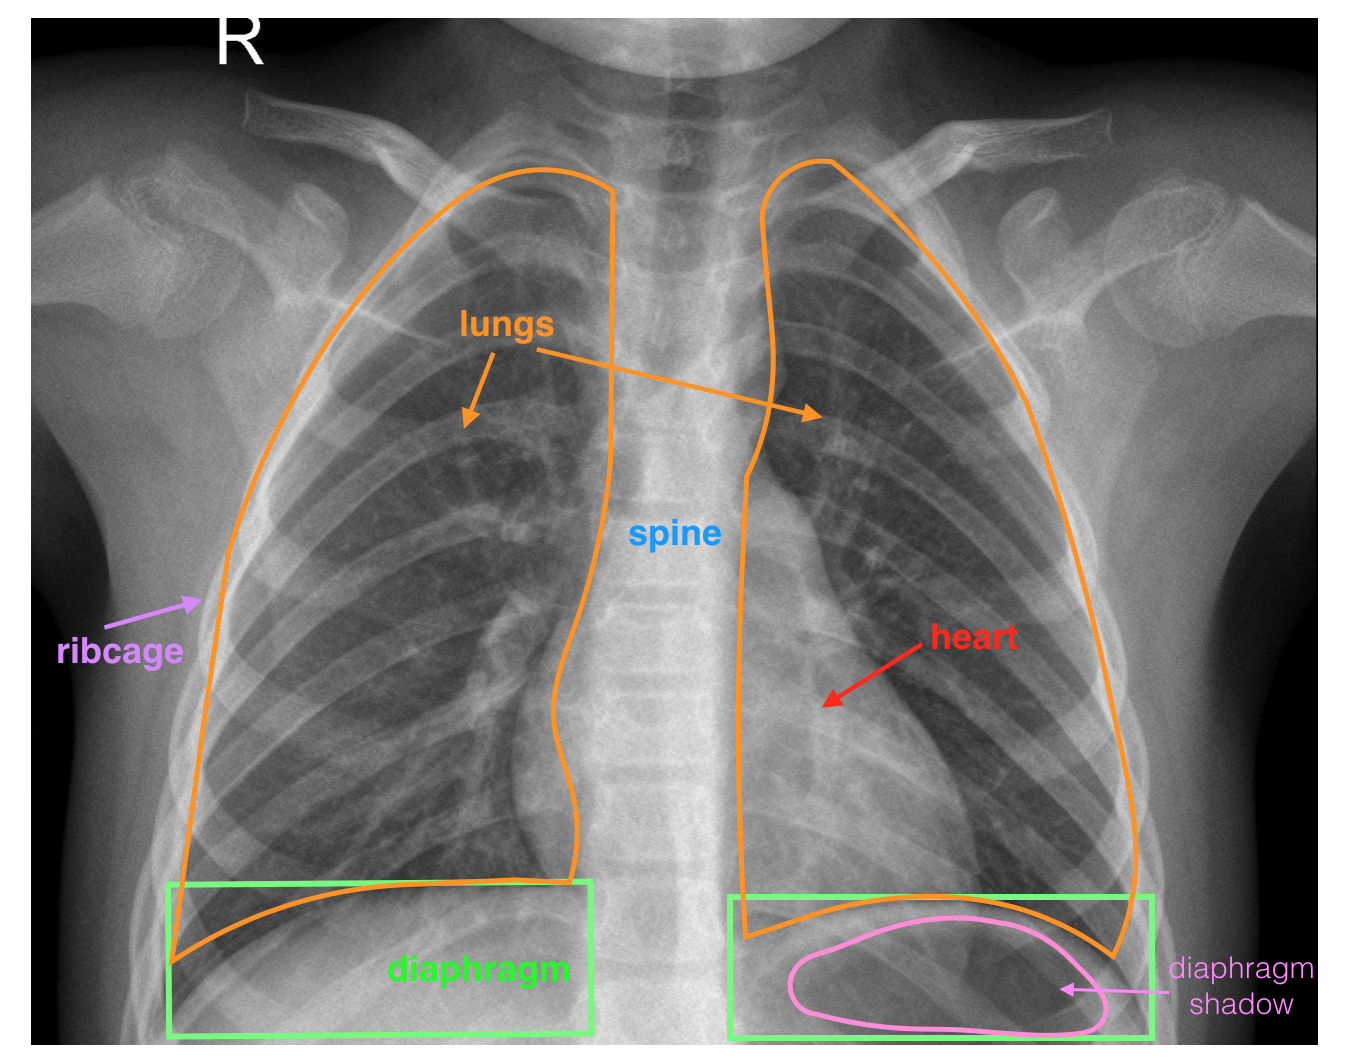 R
lungs
spine
heart
ribcage
diaphragm
diaphragm
shadow